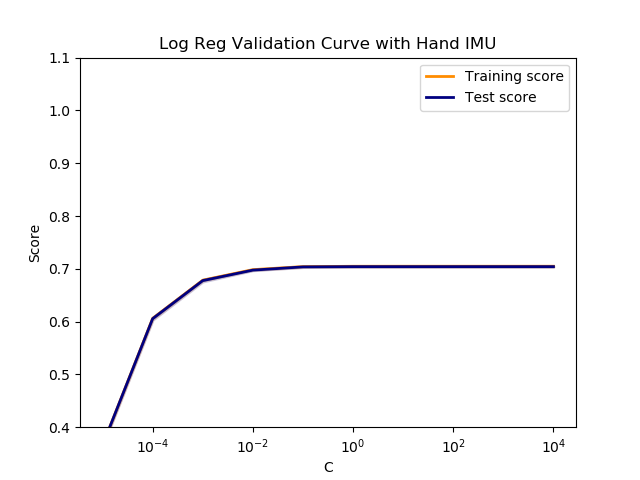 Log Reg Validation Curve with Hand IMU
Training score
Test score
1.1
1.0
0.9
0.8
0.7
0.6
0.5
0.4
Score
10⁻⁴
10⁻²
10⁰
10²
10⁴
C